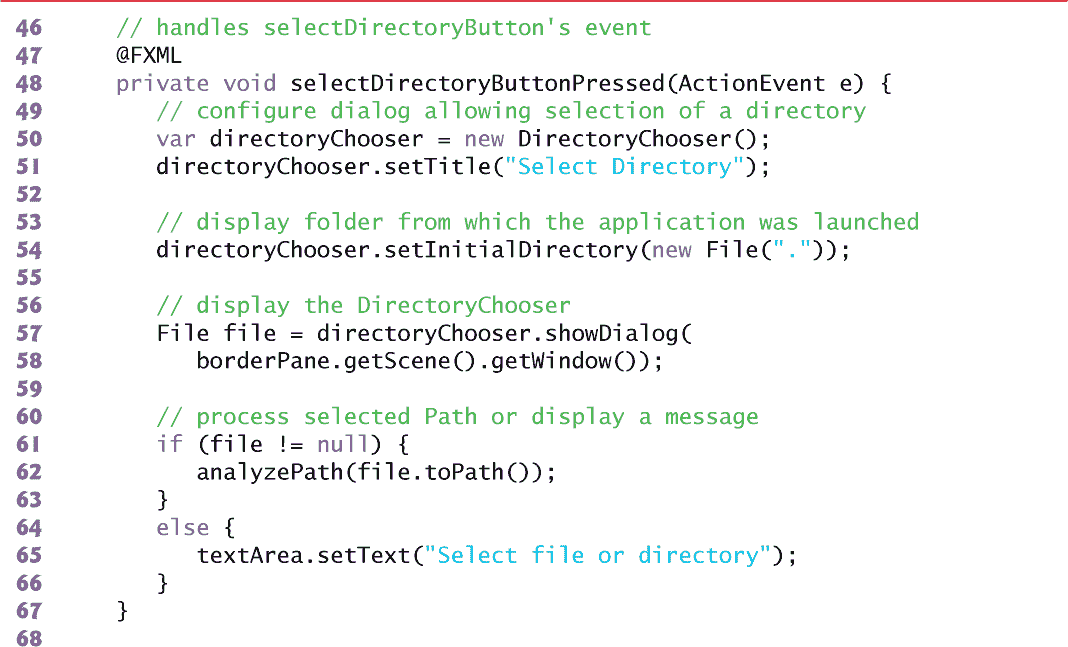 46 // handles selectDirectoryButton's event
47 @FXML
48 private void selectDirectoryButtonPressed(ActionEvent e) {
49 // configure dialog allowing selection of a directory
50 var directoryChooser = new DirectoryChooser();
51 directoryChooser.setTitle("Select Directory");
52
53 // display folder from which the application was launched
54 directoryChooser.setInitialDirectory(new File("."));
55
56 // display the DirectoryChooser
57 File file = directoryChooser.showDialog(
58 borderPane.getScene().getWindow());
59
60 // process selected Path or display a message
61 if (file != null) {
62 analyzePath(file.toPath());
63 }
64 else {
65 textArea.setText("Select file or directory");
66 }
67 }
68